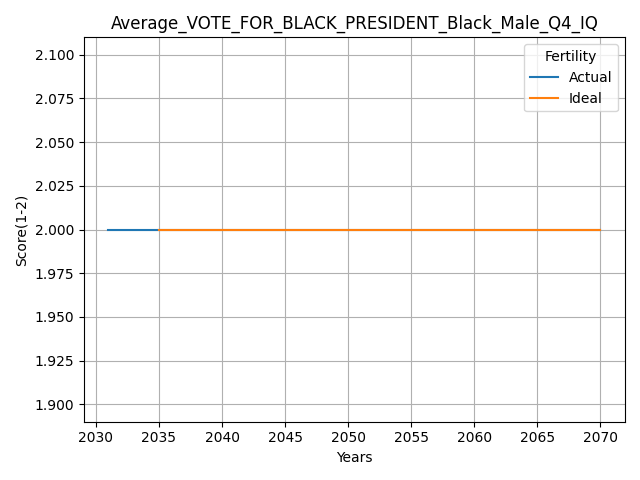 Average_VOTE_FOR_BLACK_PRESIDENT_Black_Male_Q4_IQ
Fertility
Actual
Ideal
Score(1-2)
2.100
2.075
2.050
2.025
2.000
1.975
1.950
1.925
1.900
2030 2035 2040 2045 2050 2055 2060 2065 2070
Years